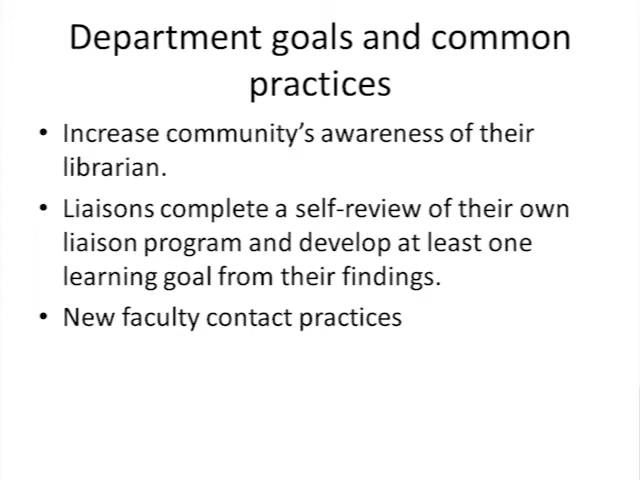 Department goals and common
practices
• Increase community's awareness of their
librarian.
• Liaisons complete a self-review of their own
liaison program and develop at least one
learning goal from their findings.
• New faculty contact practices